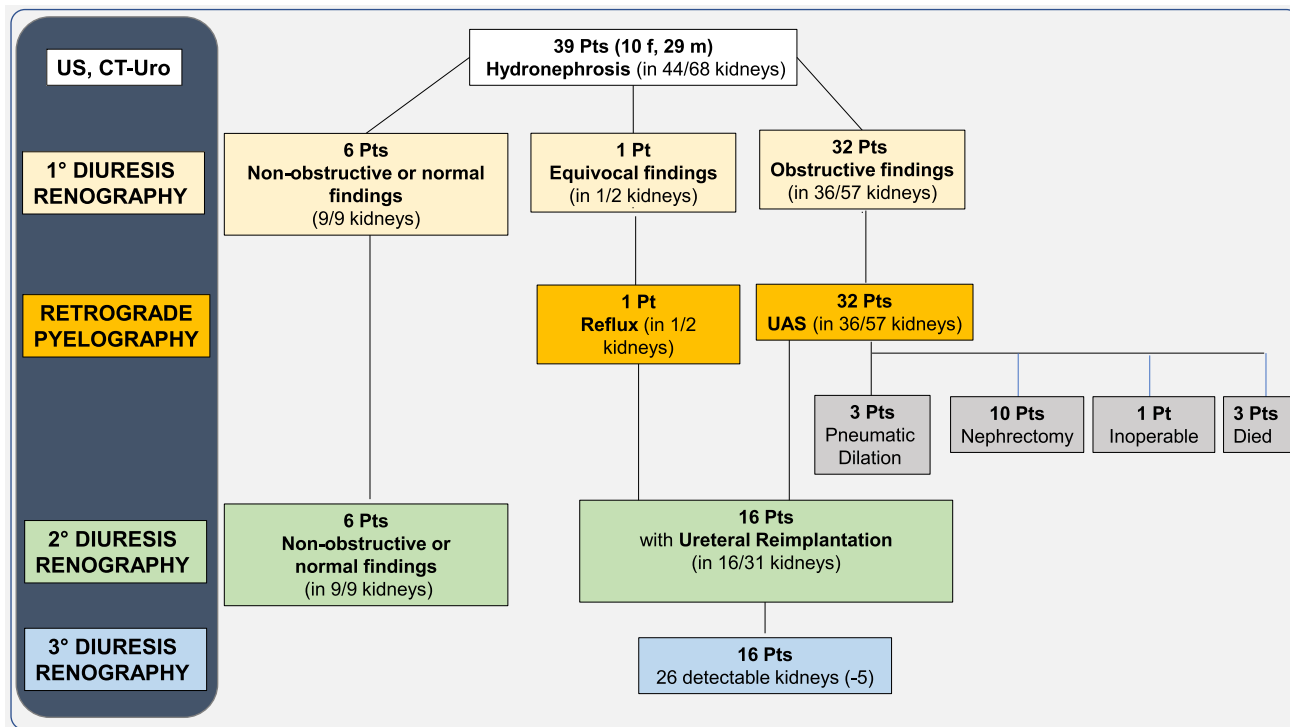 US, CT-Uro
39 Pts (10 f, 29 m)
Hydronephrosis (in 44/68 kidneys)
1° DIURESIS
RENOGRAPHY
6 Pts
Non-obstructive or normal
findings
(9/9 kidneys)
1 Pt
Equivocal findings
(in 1/2 kidneys)
32 Pts
Obstructive findings
(in 36/57 kidneys)
RETROGRADE
PYELOGRAPHY
1 Pt
Reflux (in 1/2
kidneys)
32 Pts
UAS (in 36/57 kidneys)
3 Pts
Pneumatic
Dilation
10 Pts
Nephrectomy
1 Pt
Inoperable
3 Pts
Died
2° DIURESIS
RENOGRAPHY
6 Pts
Non-obstructive or
normal findings
(in 9/9 kidneys)
16 Pts
with Ureteral Reimplantation
(in 16/31 kidneys)
3° DIURESIS
RENOGRAPHY
16 Pts
26 detectable kidneys (-5)